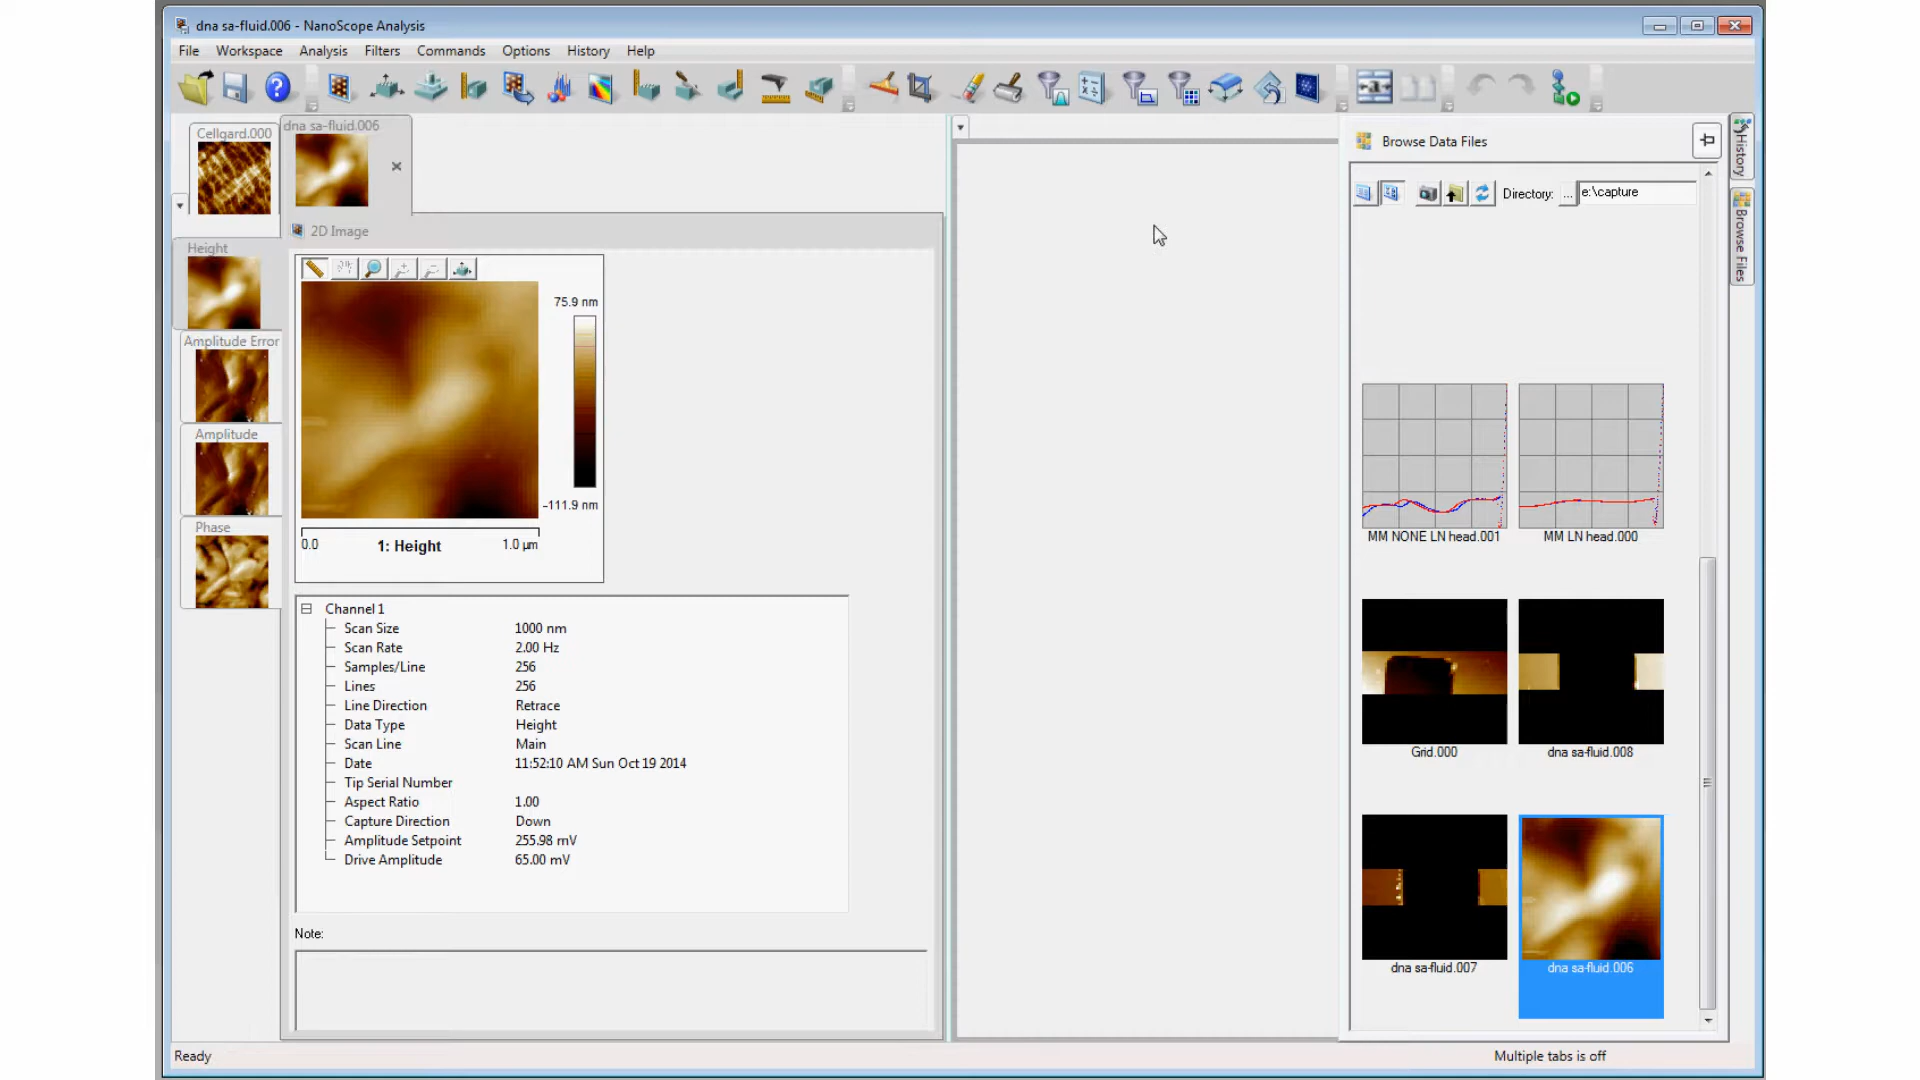 dna sa-fluid.006 - NanoScope Analysis
File Workspace Analysis Filters Commands Options History Help
Cellgard.000
dna sa-fluid.006
Browse Data Files
History
Browse Files
Directory: ... e:\capture
2D Image
Height
Amplitude Error
Amplitude
Phase
75.9 nm
-111.9 nm
0.0 1: Height 1.0 µm
Channel 1
Scan Size 1000 nm
Scan Rate 2.00 Hz
Samples/Line 256
Lines 256
Line Direction Retrace
Data Type Height
Scan Line Main
Date 11:52:10 AM Sun Oct 19 2014
Tip Serial Number
Aspect Ratio 1.00
Capture Direction Down
Amplitude Setpoint 255.98 mV
Drive Amplitude 65.00 mV
Note:
MM NONE LN head.001 MM LN head.000
Grid.000 dna sa-fluid.008
dna sa-fluid.007 dna sa-fluid.006
Ready Multiple tabs is off